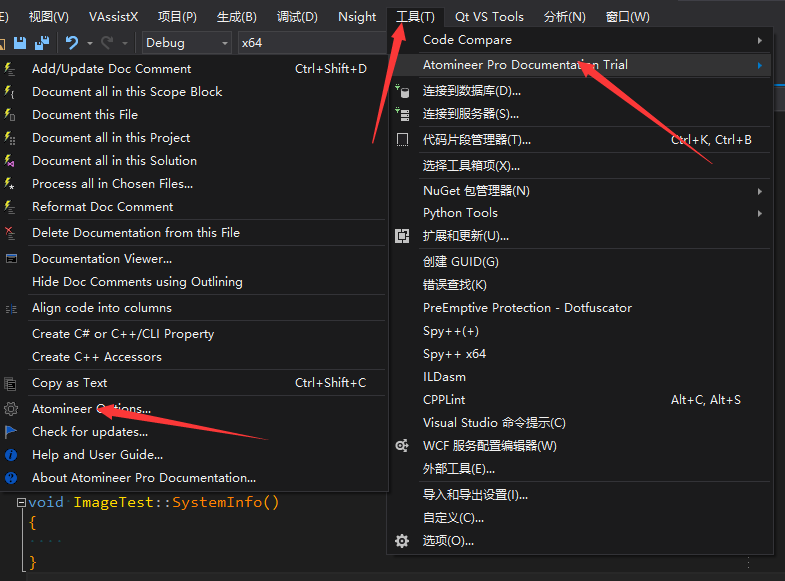 E) 视图(V) VAssistX 项目(P) 生成(B) 调试(D) Nsight 工具(T) Qt VS Tools 分析(N) 窗口(W)
Debug x64
Add/Update Doc Comment Ctrl+Shift+D
Document all in this Scope Block
Document this File
Document all in this Project
Document all in this Solution
Process all in Chosen Files...
Reformat Doc Comment
Delete Documentation from this File
Documentation Viewer...
Hide Doc Comments using Outlining
Align code into columns
Create C# or C++/CLI Property
Create C++ Accessors
Copy as Text Ctrl+Shift+C
Atomineer Options...
Check for updates...
Help and User Guide...
About Atomineer Pro Documentation...
Code Compare
Atomineer Pro Documentation Trial
连接到数据库(D)...
连接到服务器(S)...
代码片段管理器(T)... Ctrl+K, Ctrl+B
选择工具箱项(X)...
NuGet 包管理器(N)
Python Tools
扩展和更新(U)...
创建 GUID(G)
错误查找(K)
PreEmptive Protection - Dotfuscator
Spy++(+)
Spy++ x64
ILDasm
CPPLint Alt+C, Alt+S
Visual Studio 命令提示(C)
WCF 服务配置编辑器(W)
外部工具(E)...
导入和导出设置(I)...
自定义(C)...
选项(O)...
void ImageTest::SystemInfo()
{
}